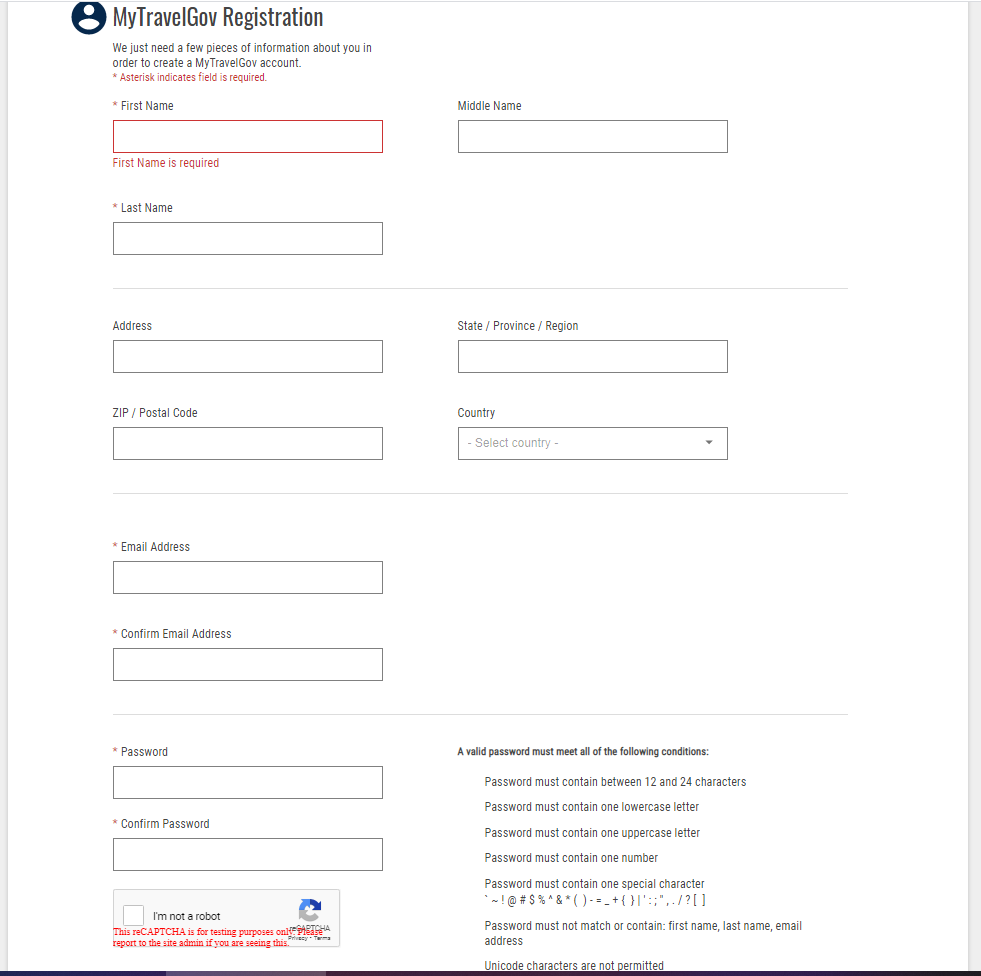 MyTravelGov Registration
We just need a few pieces of information about you in
order to create a MyTravelGov account.
* Asterisk indicates field is required.
* First Name
Middle Name
First Name is required
* Last Name
Address
State / Province / Region
ZIP / Postal Code
Country
- Select country -
* Email Address
* Confirm Email Address
* Password
A valid password must meet all of the following conditions:
Password must contain between 12 and 24 characters
Password must contain one lowercase letter
Password must contain one uppercase letter
* Confirm Password
Password must contain one number
Password must contain one special character
` ~ ! @ # $ % ^ & * ( ) - = _ + { } | ' : ; " , . / ? [ ]
I'm not a robot
reCAPTCHA
Privacy - Terms
This reCAPTCHA is for testing purposes only. Please
report to the site admin if you are seeing this.
Password must not match or contain: first name, last name, email
address
Unicode characters are not permitted